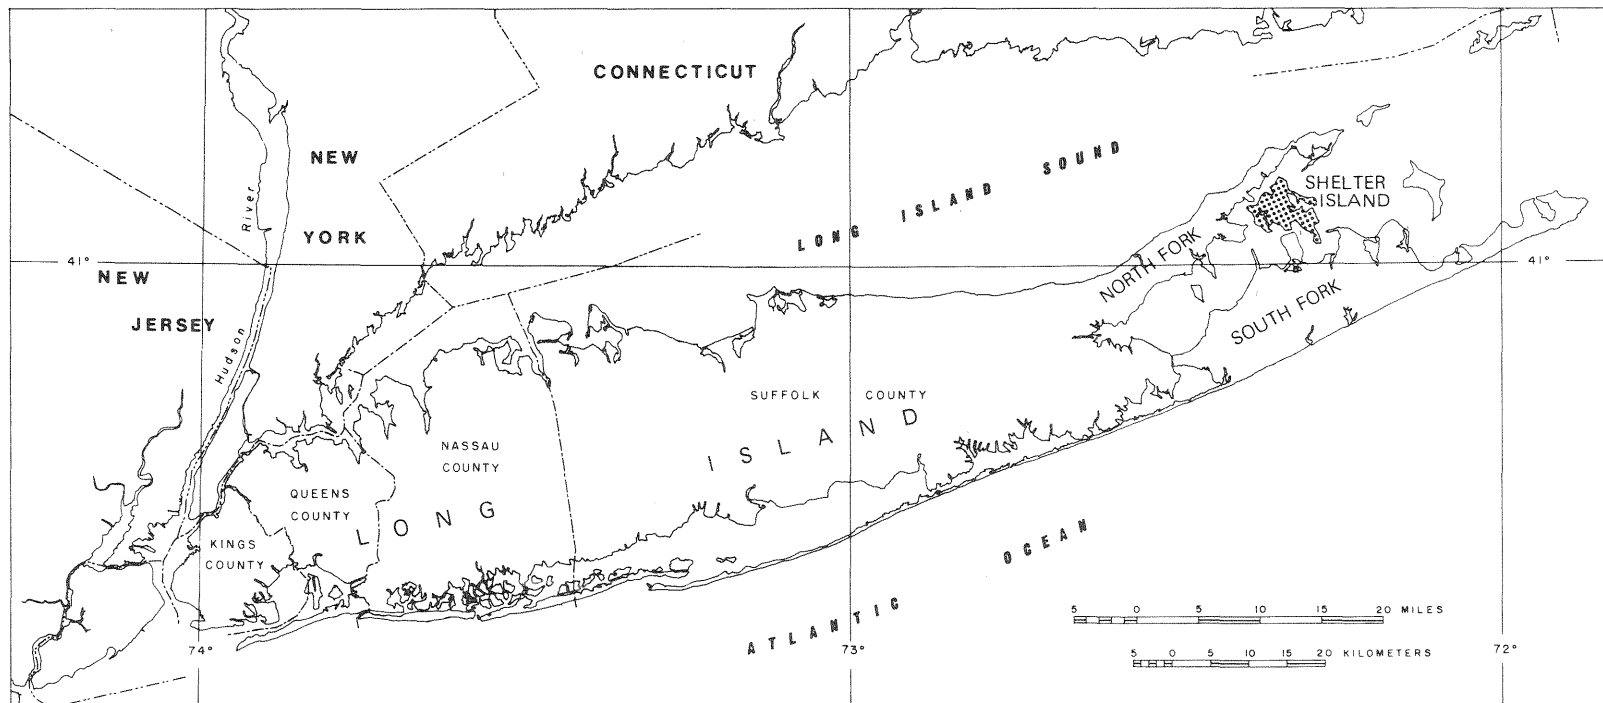 CONNECTICUT
NEW
YORK
Hudson River
NEW
JERSEY
LONG ISLAND SOUND
SHELTER
ISLAND
NORTH FORK
SOUTH FORK
41°
41°
SUFFOLK COUNTY
NASSAU
COUNTY
QUEENS
COUNTY
KINGS
COUNTY
LONG ISLAND
ATLANTIC OCEAN
5 0 5 10 15 20 MILES
5 0 5 10 15 20 KILOMETERS
74°
73°
72°